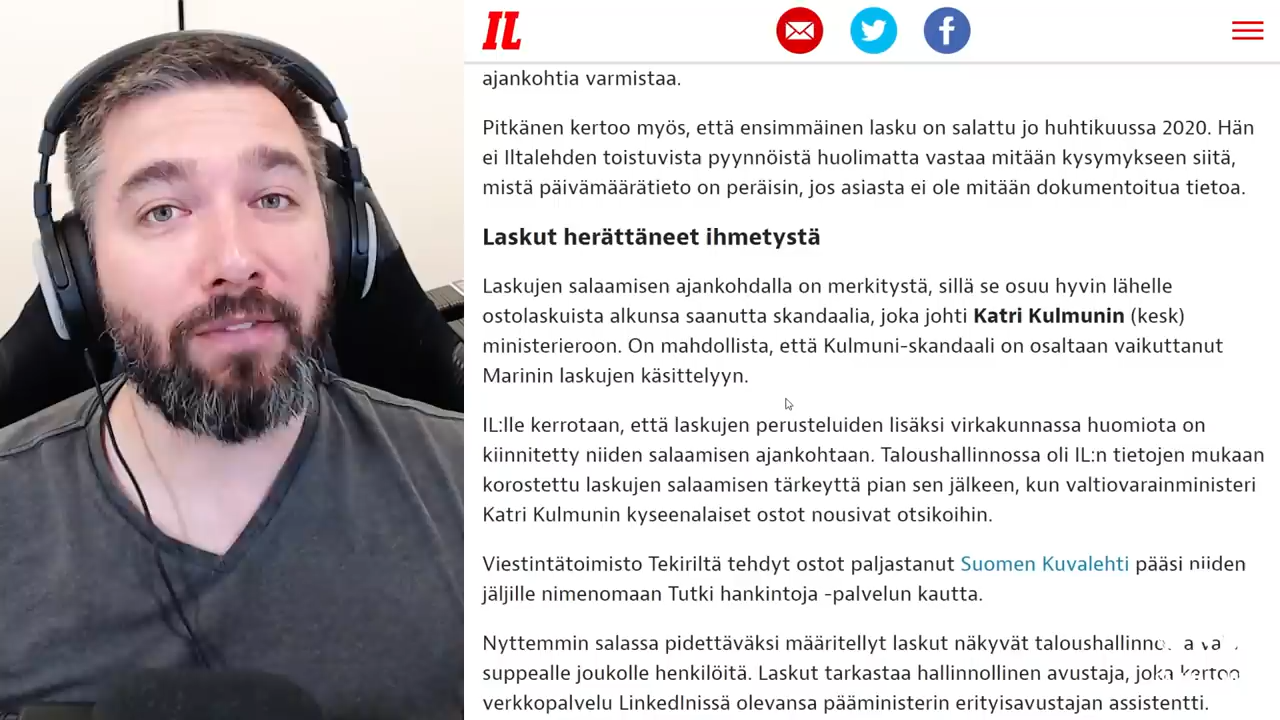 IL
ajankohtia varmistaa.
Pitkänen kertoo myös, että ensimmäinen lasku on salattu jo huhtikuussa 2020. Hän
ei Iltalehden toistuvista pyynnöistä huolimatta vastaa mitään kysymykseen siitä,
mistä päivämäärätieto on peräisin, jos asiasta ei ole mitään dokumentoitua tietoa.
Laskut herättäneet ihmetystä
Laskujen salaamisen ajankohdalla on merkitystä, sillä se osuu hyvin lähelle
ostolaskuista alkunsa saanutta skandaalia, joka johti Katri Kulmunin (kesk)
ministerieroon. On mahdollista, että Kulmuni-skandaali on osaltaan vaikuttanut
Marinin laskujen käsittelyyn.
IL:lle kerrotaan, että laskujen perusteluiden lisäksi virkakunnassa huomiota on
kiinnitetty niiden salaamisen ajankohtaan. Taloushallinnossa oli IL:n tietojen mukaan
korostettu laskujen salaamisen tärkeyttä pian sen jälkeen, kun valtiovarainministeri
Katri Kulmunin kyseenalaiset ostot nousivat otsikoihin.
Viestintätoimisto Tekiriltä tehdyt ostot paljastanut Suomen Kuvalehti pääsi niiden
jäljille nimenomaan Tutki hankintoja -palvelun kautta.
Nyttemmin salassa pidettäväksi määritellyt laskut näkyvät
suppealle joukolle henkilöitä. Laskut tarkastaa hallinnollinen avustaja, joka kertoo
verkkopalvelu LinkedInissä olevansa pääministerin erityisavustajan assistentti.